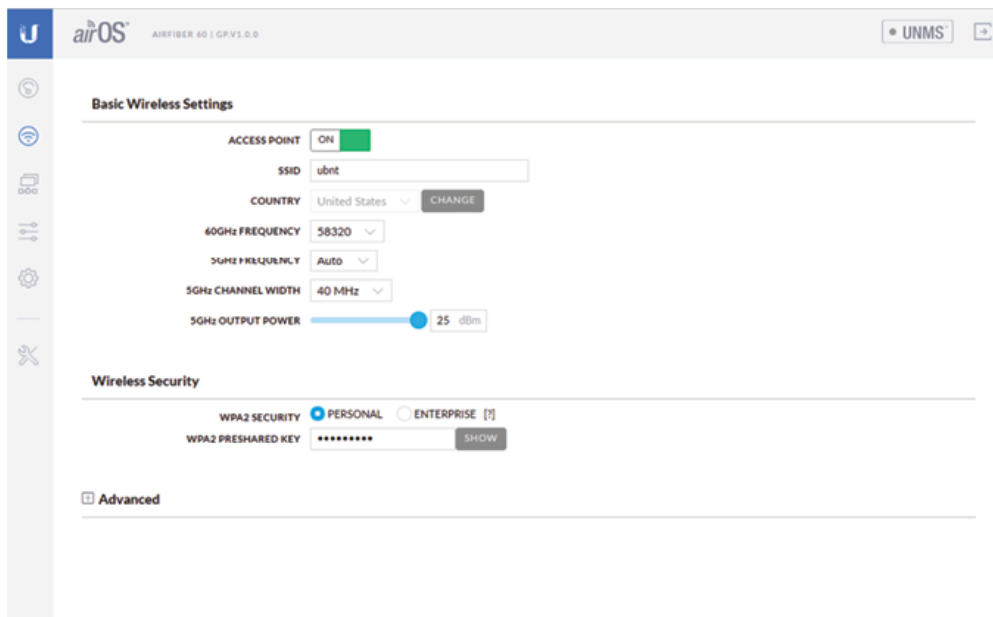 airOS AIRFIBER 60 | GP.V1.0.0 UNMS
Basic Wireless Settings
ACCESS POINT ON
SSID ubnt
COUNTRY United States CHANGE
60GHz FREQUENCY 58320
5GHz FREQUENCY Auto
5GHz CHANNEL WIDTH 40 MHz
5GHz OUTPUT POWER 25 dBm
Wireless Security
WPA2 SECURITY PERSONAL ENTERPRISE [?]
WPA2 PRESHARED KEY ••••••••• SHOW
Advanced